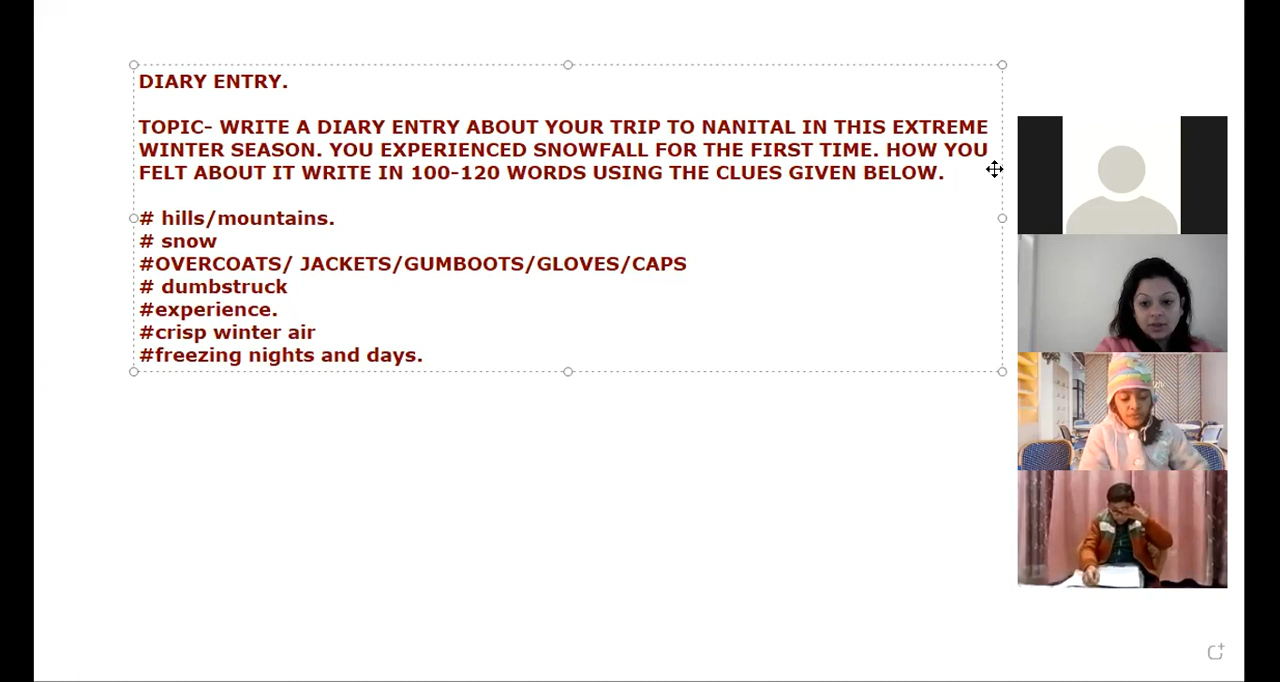 DIARY ENTRY.
TOPIC- WRITE A DIARY ENTRY ABOUT YOUR TRIP TO NANITAL IN THIS EXTREME
WINTER SEASON. YOU EXPERIENCED SNOWFALL FOR THE FIRST TIME. HOW YOU
FELT ABOUT IT WRITE IN 100-120 WORDS USING THE CLUES GIVEN BELOW.
# hills/mountains.
# snow
#OVERCOATS/ JACKETS/GUMBOOTS/GLOVES/CAPS
# dumbstruck
#experience.
#crisp winter air
#freezing nights and days.